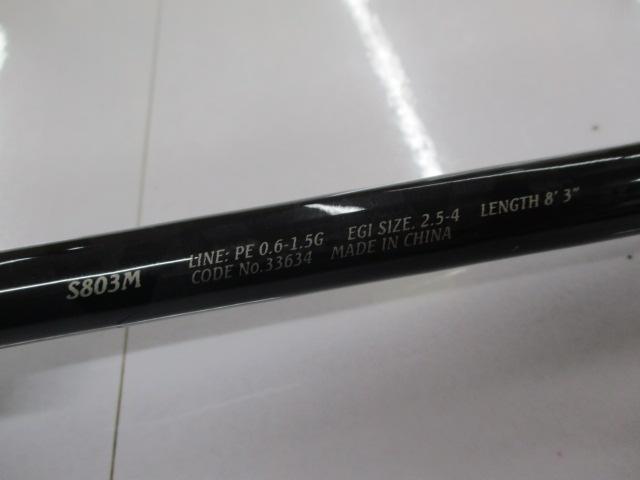 S803M
LINE: PE 0.6-1.5G EGI SIZE. 2.5-4 LENGTH 8' 3"
CODE No.33634 MADE IN CHINA